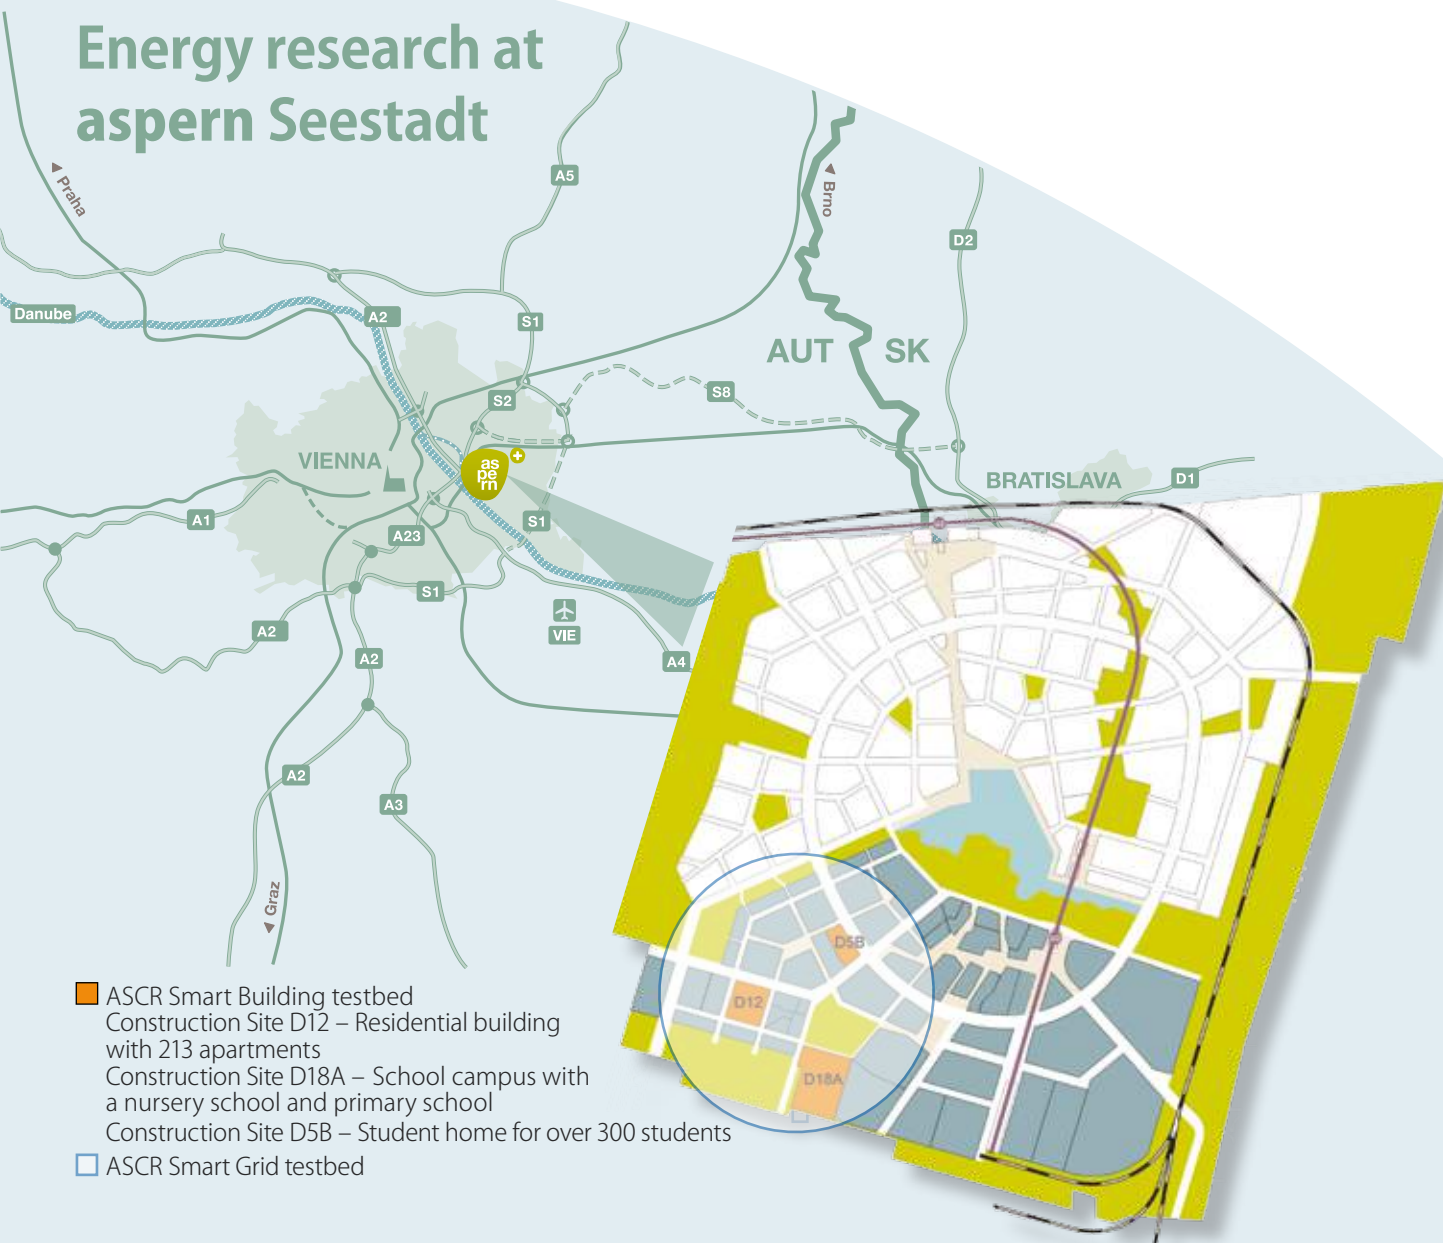 Energy research at
aspern Seestadt
Praha
A5
Brno
D2
Danube
A2
S1
AUT SK
S8
S2
VIENNA
as
pe
rn
BRATISLAVA
D1
A1
S1
A23
S1
VIE
A2
A2
A4
A2
A3
Graz
D5B
D12
D18A
ASCR Smart Building testbed
Construction Site D12 – Residential building
with 213 apartments
Construction Site D18A – School campus with
a nursery school and primary school
Construction Site D5B – Student home for over 300 students
ASCR Smart Grid testbed